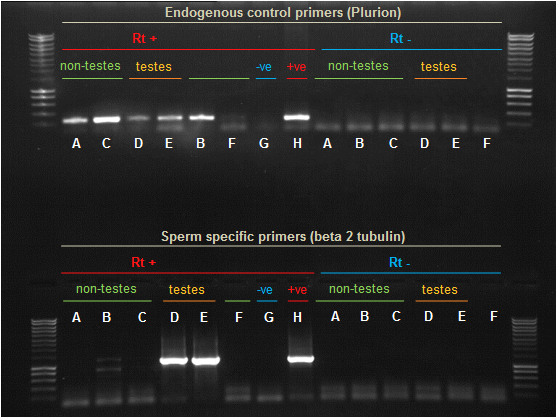 Endogenous control primers (Plurion)
Rt + Rt -
non-testes testes -ve +ve non-testes testes
A C D E B F G H A B C D E F
Sperm specific primers (beta 2 tubulin)
Rt + Rt -
non-testes testes -ve +ve non-testes testes
A B C D E F G H A B C D E F